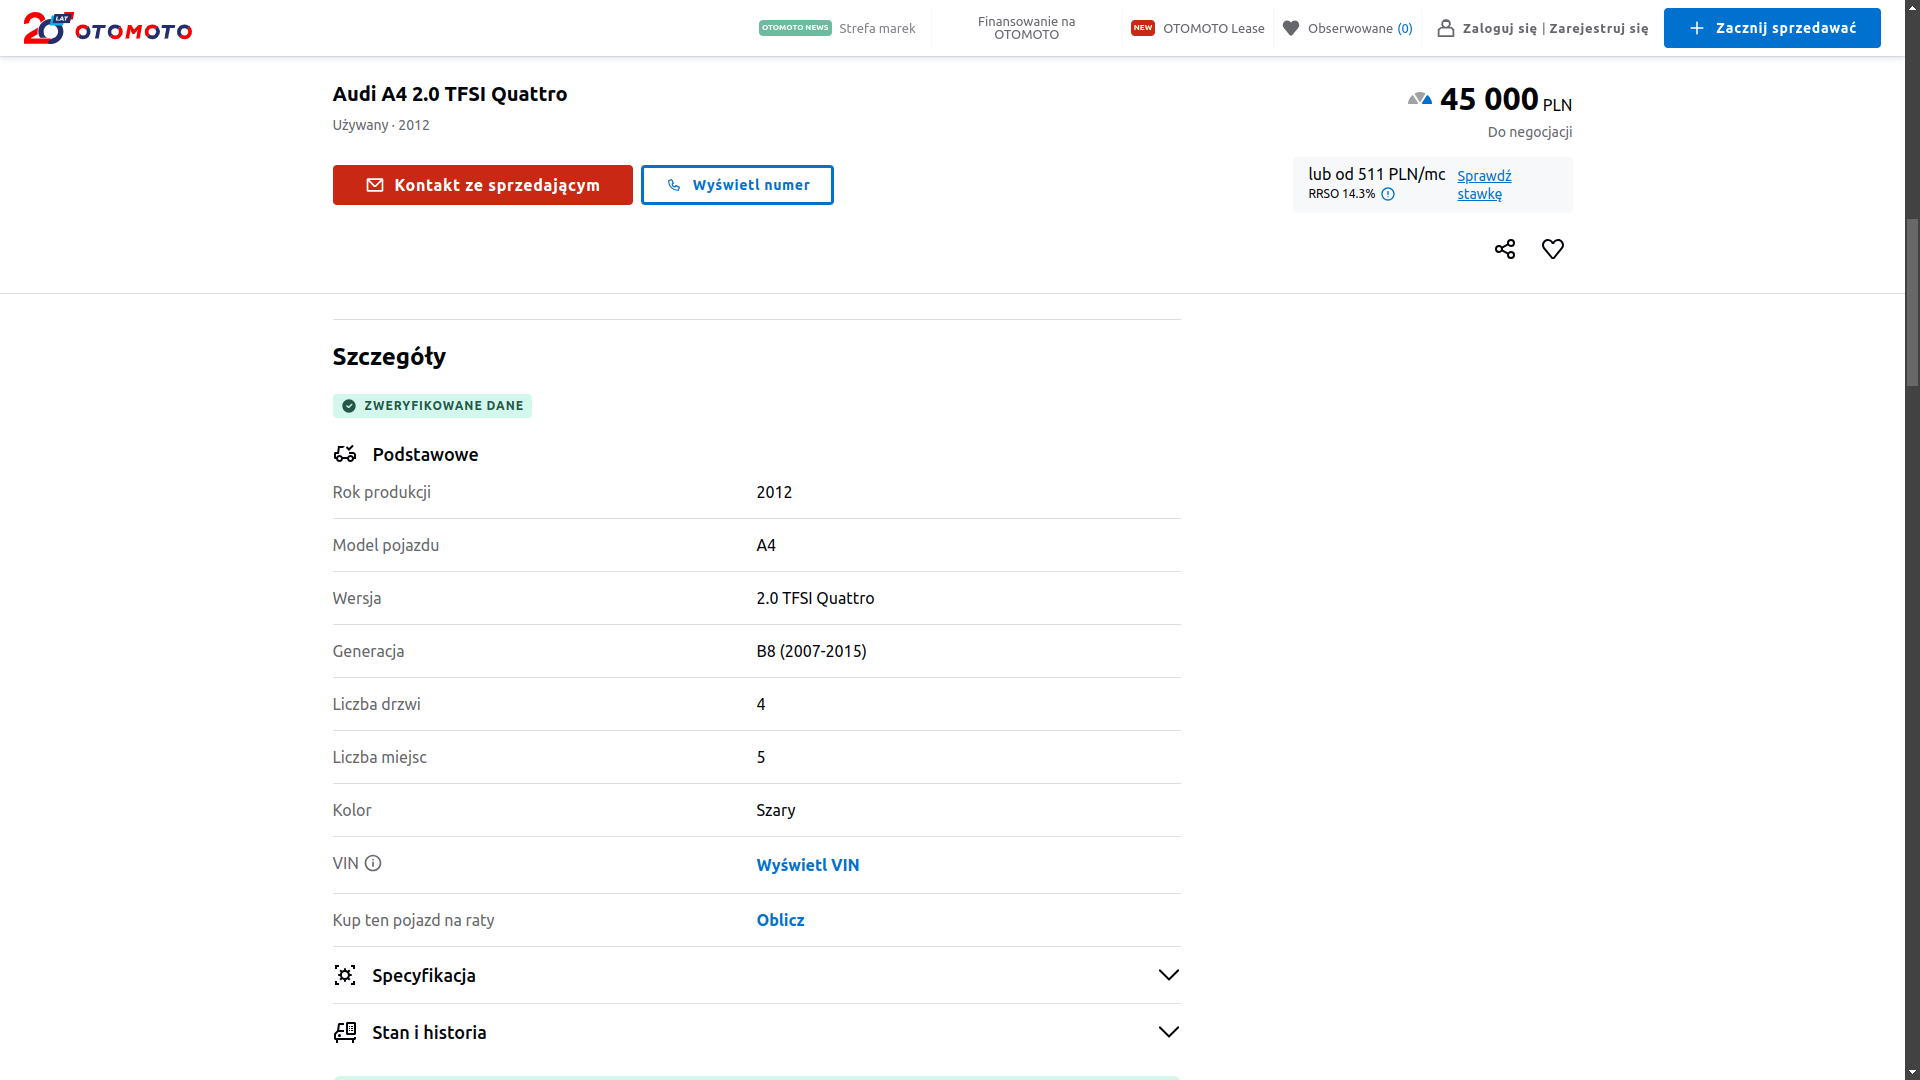 20 LAT OTOMOTO
OTOMOTO NEWS Strefa marek
Finansowanie na
OTOMOTO
NEW OTOMOTO Lease
Obserwowane (0)
Zaloguj się | Zarejestruj się
Zacznij sprzedawać
Audi A4 2.0 TFSI Quattro
Używany · 2012
45 000 PLN
Do negocjacji
Kontakt ze sprzedającym
Wyświetl numer
lub od 511 PLN/mc
RRSO 14.3%
Sprawdź
stawkę
Szczegóły
ZWERYFIKOWANE DANE
Podstawowe
Rok produkcji 2012
Model pojazdu A4
Wersja 2.0 TFSI Quattro
Generacja B8 (2007-2015)
Liczba drzwi 4
Liczba miejsc 5
Kolor Szary
VIN Wyświetl VIN
Kup ten pojazd na raty Oblicz
Specyfikacja
Stan i historia